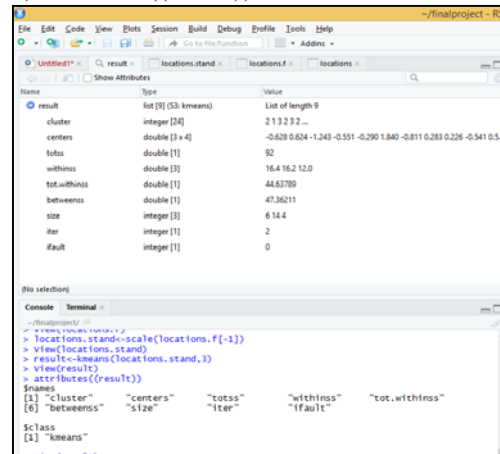 ~/finalproject - RS
File Edit Code View Plots Session Build Debug Profile Tools Help
Go to file/function Addins
Untitled1* result locations.stand locations.f locations
Show Attributes
Name Type Value
result list [9] (S3: kmeans) List of length 9
cluster integer [24] 2 1 3 2 3 2 ...
centers double [3 x 4] -0.628 0.624 -1.243 -0.551 -0.290 1.840 -0.811 0.283 0.226 -0.541 0.5
totss double [1] 92
withinss double [3] 16.4 16.2 12.0
tot.withinss double [1] 44.63789
betweenss double [1] 47.36211
size integer [3] 6 14 4
iter integer [1] 2
ifault integer [1] 0
(No selection)
Console Terminal
~/finalproject/
> View(locations.f)
> locations.stand<-scale(locations.f[-1])
> View(locations.stand)
> result<-kmeans(locations.stand,3)
> View(result)
> attributes((result))
$names
[1] "cluster" "centers" "totss" "withinss" "tot.withinss"
[6] "betweenss" "size" "iter" "ifault"
$class
[1] "kmeans"